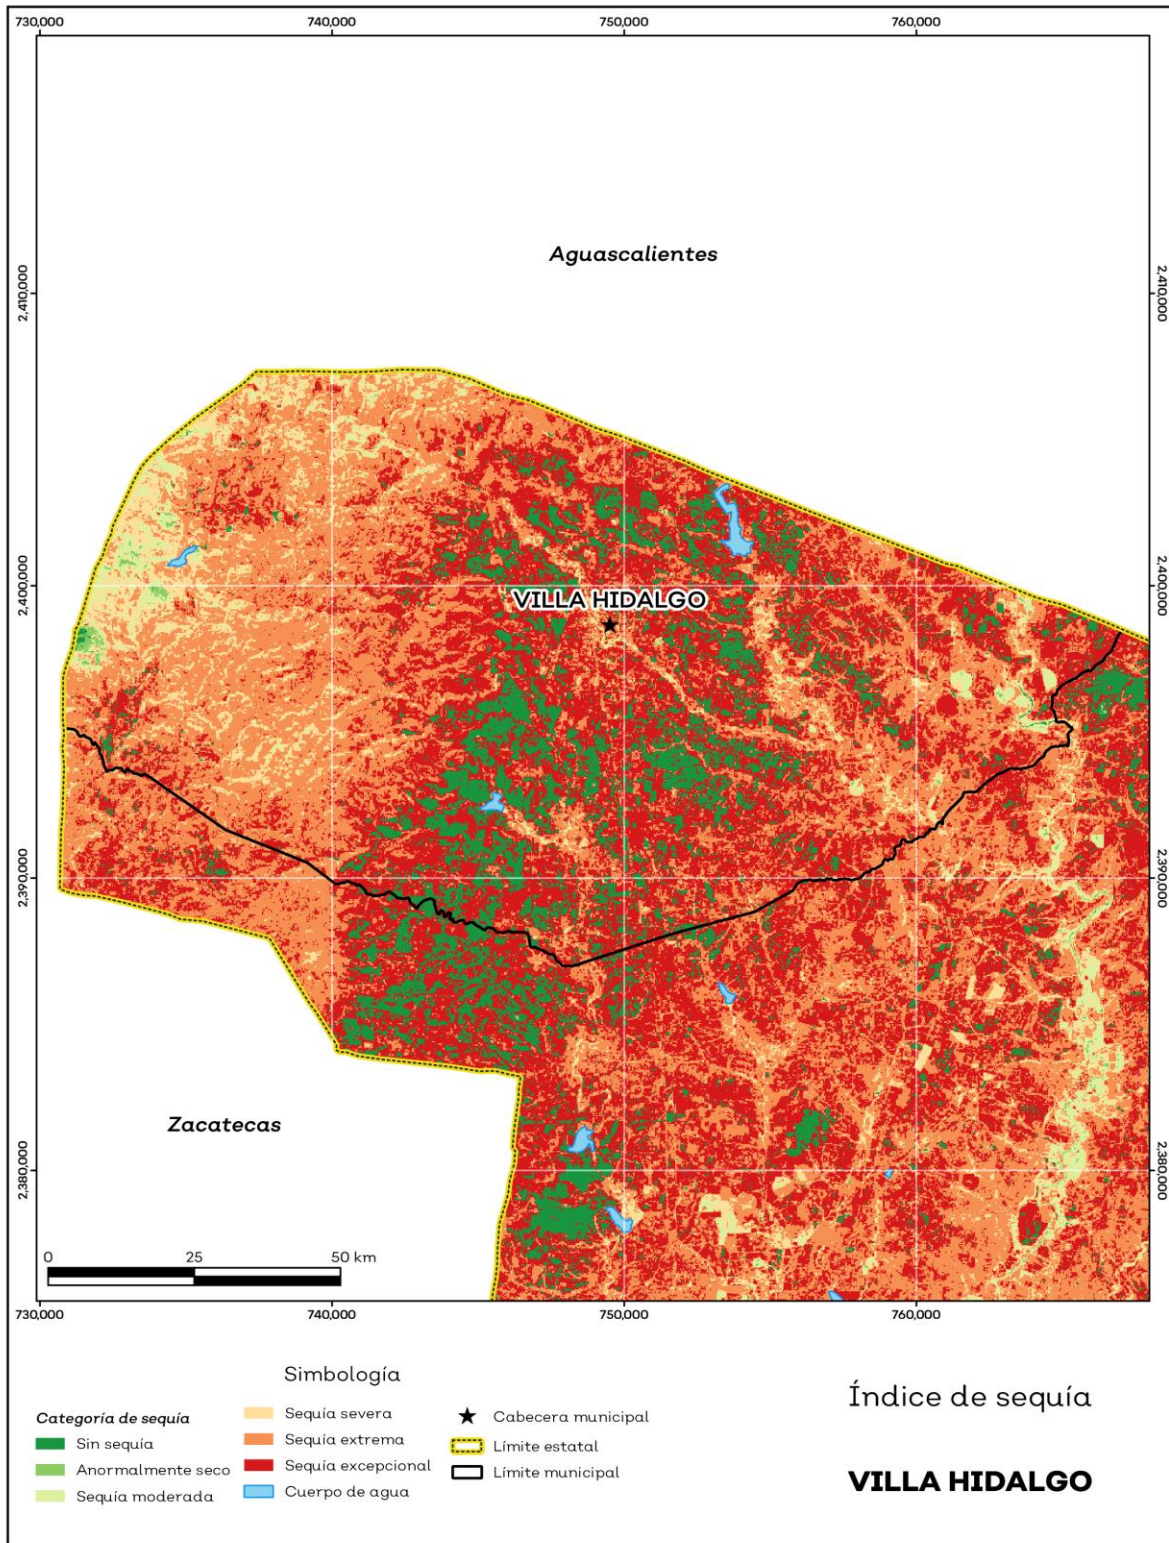 730,000
740,000
750,000
760,000
Aguascalientes
2,410,000
2,410,000
2,400,000
2,400,000
VILLA HIDALGO
2,390,000
2,390,000
Zacatecas
2,380,000
2,380,000
0
25
50 km
730,000
740,000
750,000
760,000
Simbología
Categoría de sequía
Sin sequía
Anormalmente seco
Sequía moderada
Sequía severa
Sequía extrema
Sequía excepcional
Cuerpo de agua
Cabecera municipal
Límite estatal
Límite municipal
Índice de sequía
VILLA HIDALGO